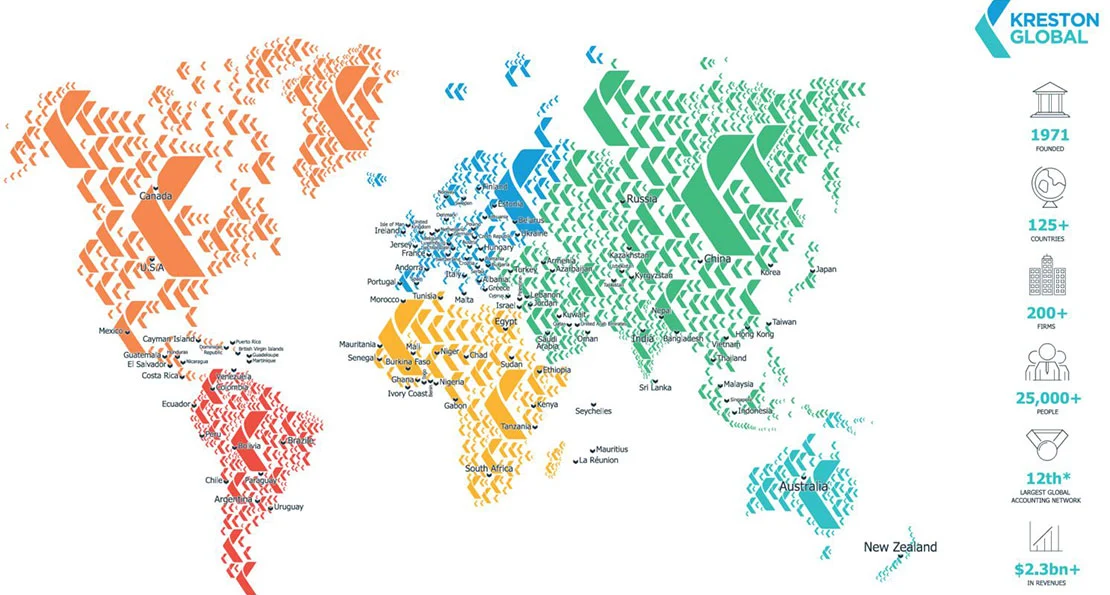 KRESTON
GLOBAL
1971
FOUNDED
125+
COUNTRIES
200+
FIRMS
25,000+
PEOPLE
12th*
LARGEST GLOBAL
ACCOUNTING NETWORK
$2.3bn+
IN REVENUES
Canada
U.S.A
Mexico
Cayman Island
Puerto Rico
Dominican
Republic
British Virgin Islands
Guadeloupe
Martinique
Guatemala
Honduras
El Salvador
Nicaragua
Costa Rica
Venezuela
Colombia
Ecuador
Peru
Bolivia
Brazil
Chile
Paraguay
Argentina
Uruguay
Finland
Estonia
Denmark
Belarus
Isle of Man
United
Kingdom
Ireland
Ukraine
Jersey
France
Hungary
Andorra
Italy
Albania
Portugal
Greece
Cyprus
Malta
Russia
Kazakhstan
China
Armenia
Azarbaijan
Turkey
Kyrgyzstan
Korea
Japan
Lebanon
Jordan
Israel
Kuwait
Qatar
United Arab Emirates
Saudi
Arabia
Oman
Nepal
India
Bangladesh
Taiwan
Hong Kong
Vietnam
Thailand
Sri Lanka
Malaysia
Singapore
Indonesia
Morocco
Tunisia
Egypt
Mauritania
Mali
Senegal
Burkina Faso
Niger
Chad
Sudan
Ethiopia
Ghana
Nigeria
Ivory Coast
Gabon
Kenya
Tanzania
Seychelles
Mauritius
La Réunion
South Africa
Australia
New Zealand